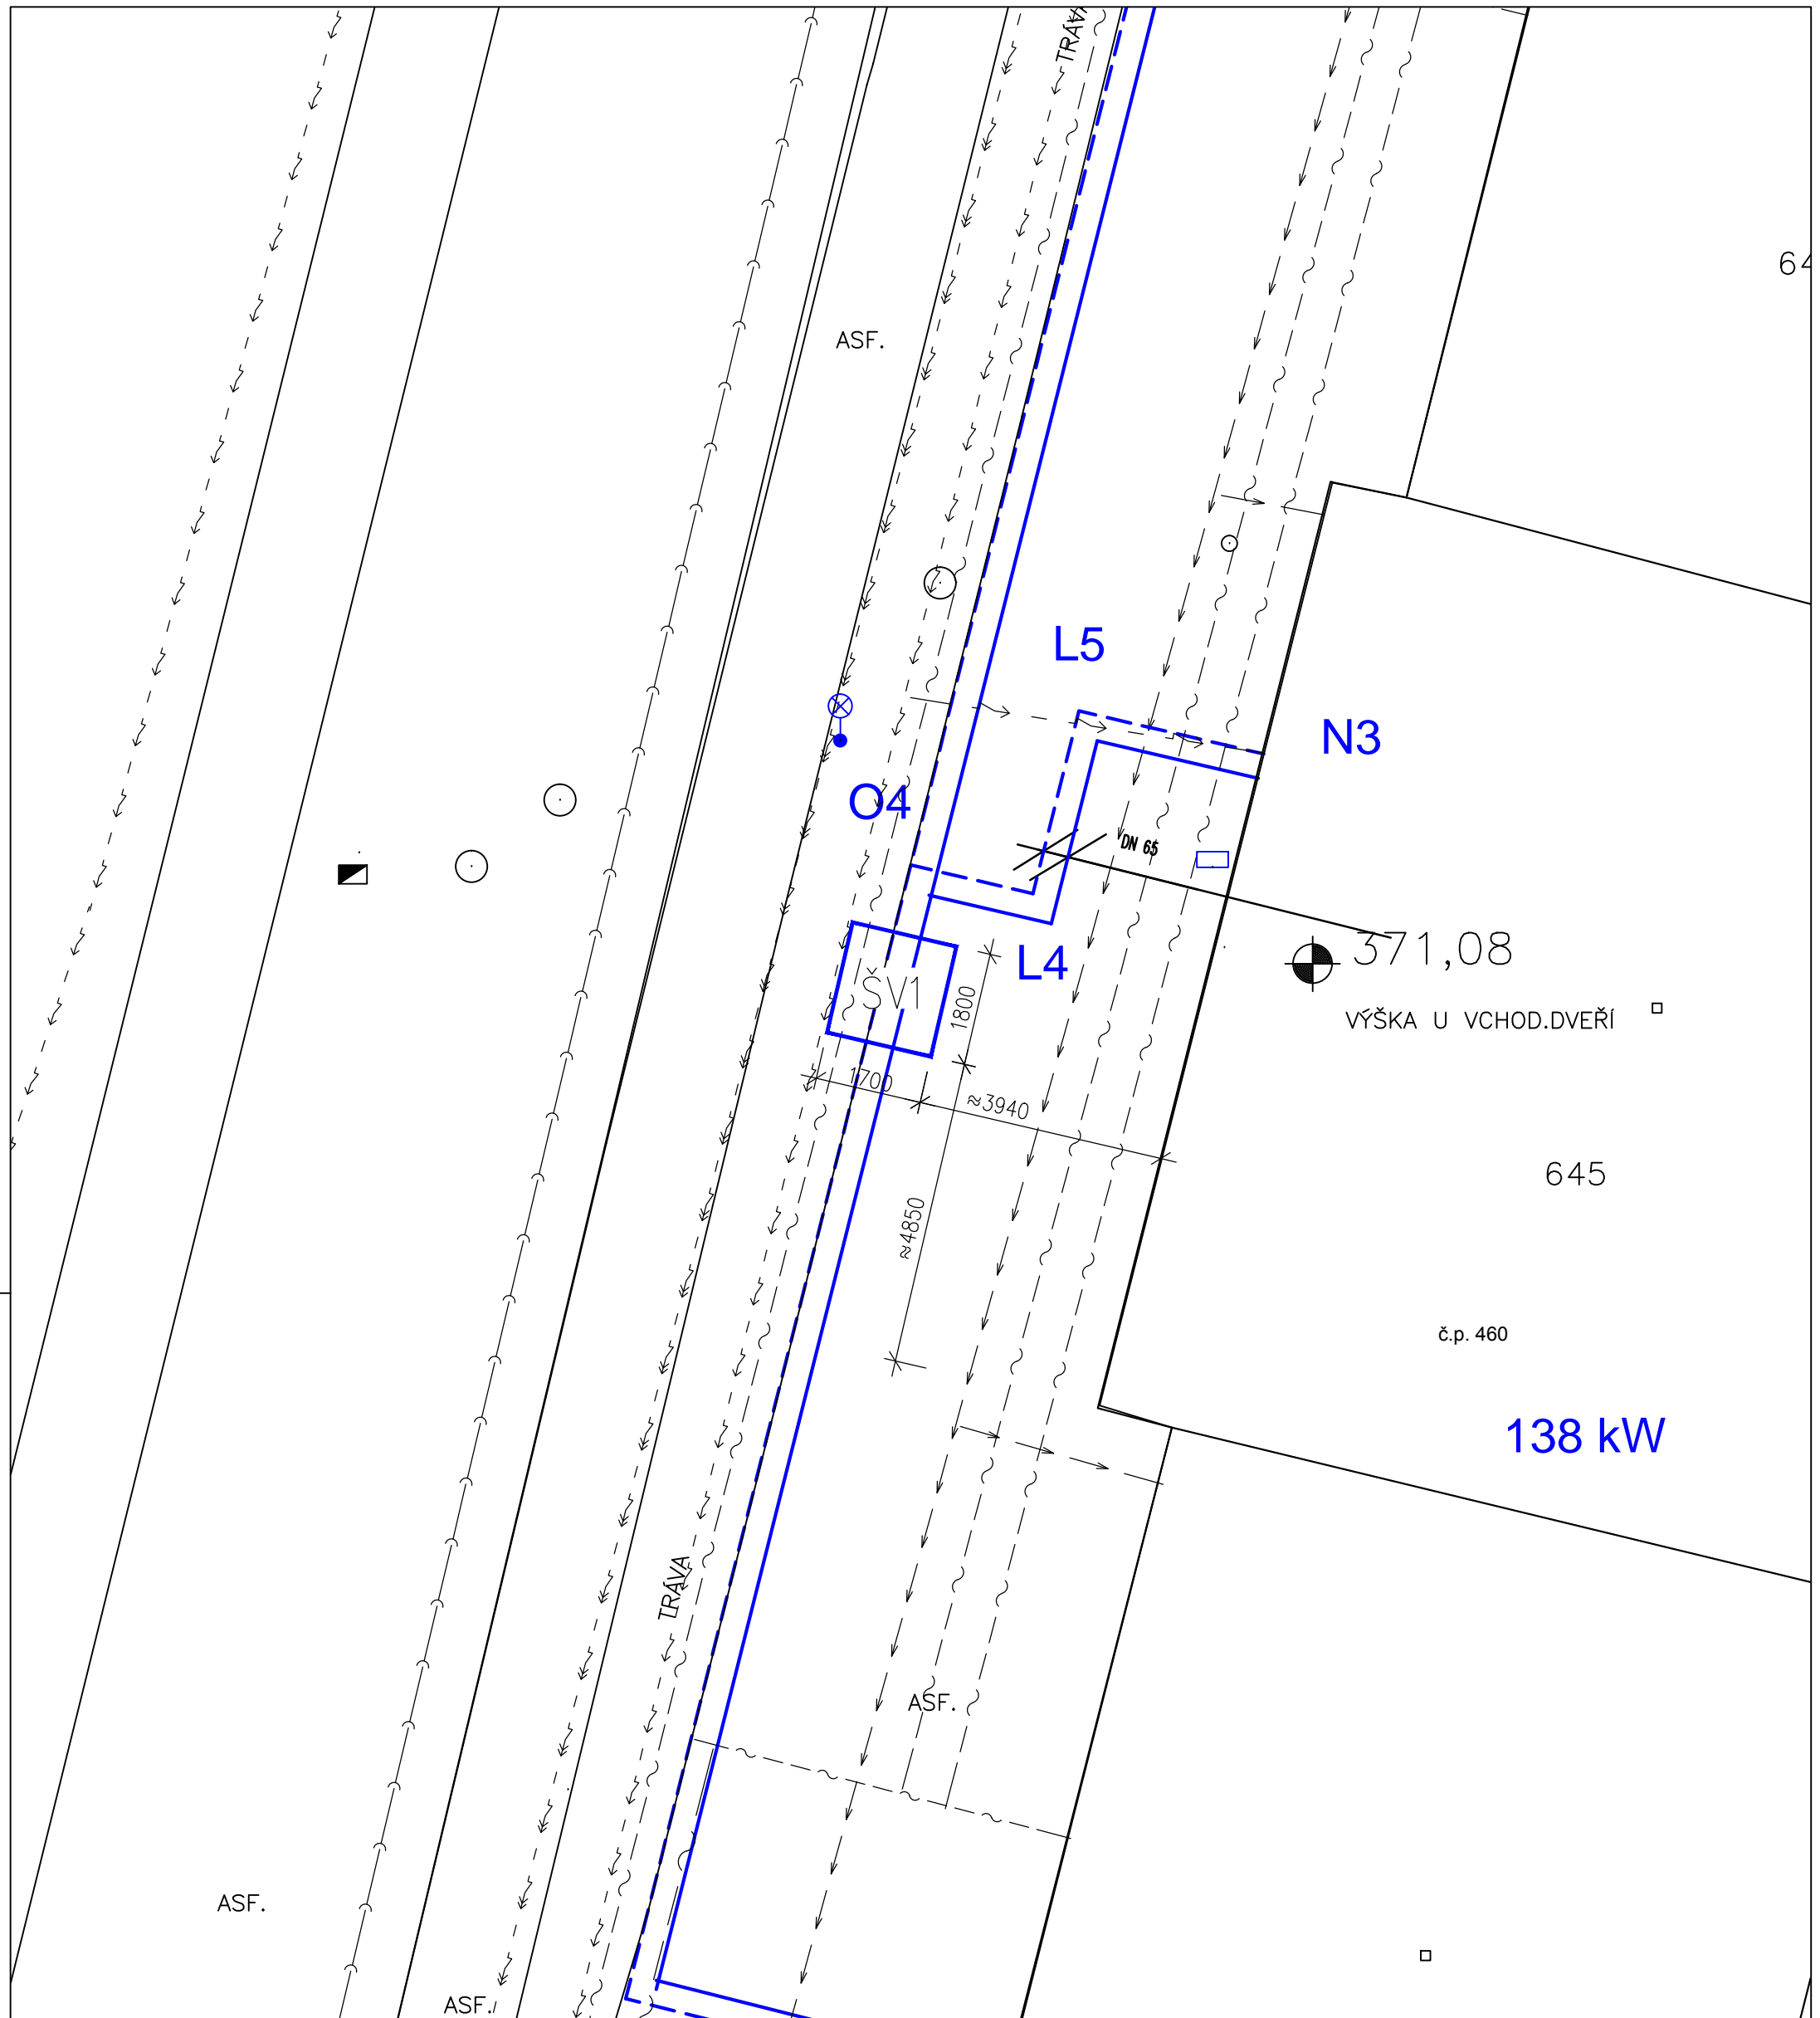 TRÁVA
64
ASF.
L5
N3
O4
DN 65
L4
371,08
ŠV1
1800
VÝŠKA U VCHOD.DVEŘÍ
1700
≈3940
645
≈4850
č.p. 460
138 kW
TRÁVA
ASF.
ASF.
ASF.